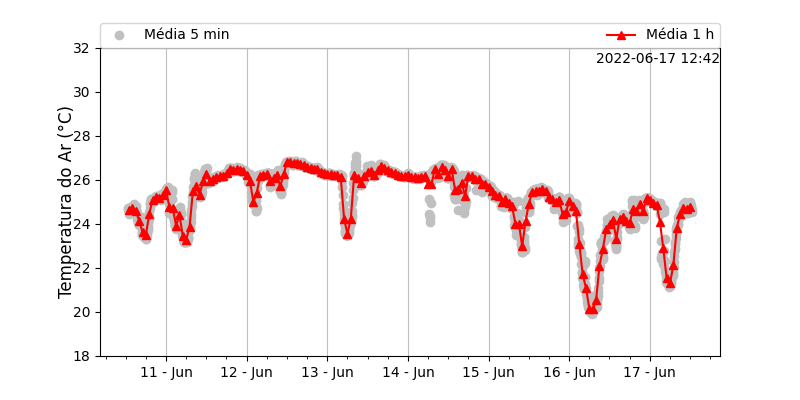 Média 5 min
Média 1 h
2022-06-17 12:42
Temperatura do Ar (°C)
32
30
28
26
24
22
20
18
11 - Jun
12 - Jun
13 - Jun
14 - Jun
15 - Jun
16 - Jun
17 - Jun